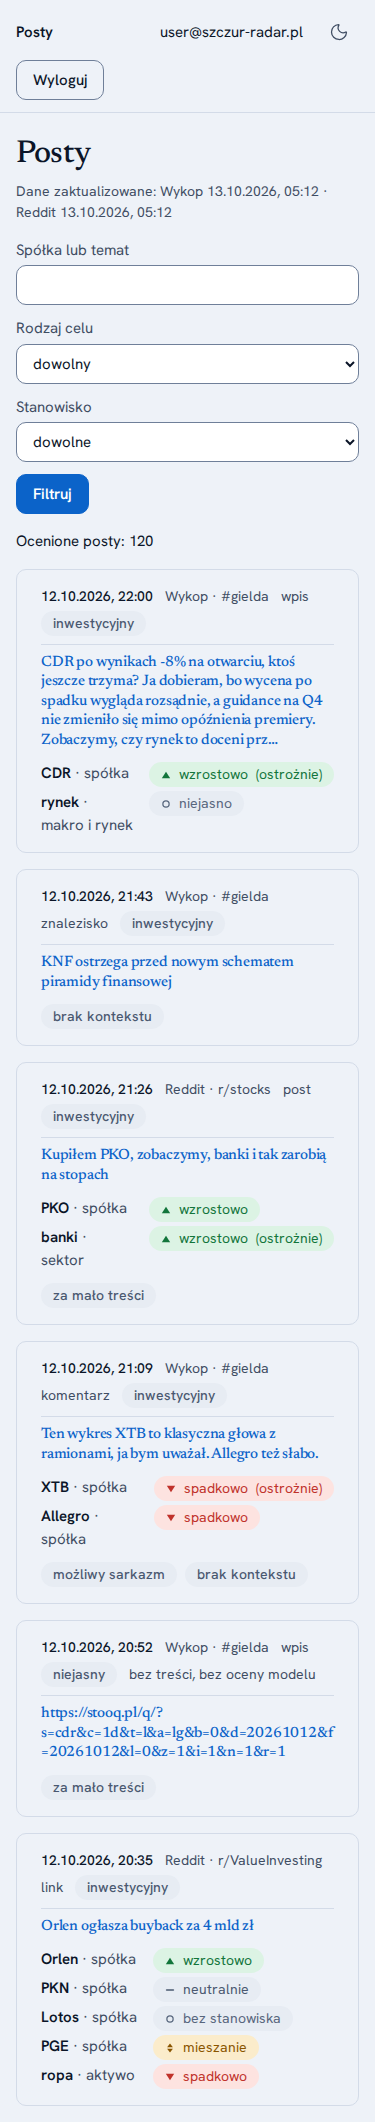 Posty user@szczur-radar.pl
Wyloguj
Posty
Dane zaktualizowane: Wykop 13.10.2026, 05:12 ·
Reddit 13.10.2026, 05:12
Spółka lub temat
Rodzaj celu
dowolny
Stanowisko
dowolne
Filtruj
Ocenione posty: 120
12.10.2026, 22:00 Wykop · #gielda wpis
inwestycyjny
CDR po wynikach -8% na otwarciu, ktoś
jeszcze trzyma? Ja dobieram, bo wycena po
spadku wygląda rozsądnie, a guidance na Q4
nie zmieniło się mimo opóźnienia premiery.
Zobaczymy, czy rynek to doceni prz…
CDR · spółka wzrostowo (ostrożnie)
rynek · niejasno
makro i rynek
12.10.2026, 21:43 Wykop · #gielda
znalezisko inwestycyjny
KNF ostrzega przed nowym schematem
piramidy finansowej
brak kontekstu
12.10.2026, 21:26 Reddit · r/stocks post
inwestycyjny
Kupiłem PKO, zobaczymy, banki i tak zarobią
na stopach
PKO · spółka wzrostowo
banki · wzrostowo (ostrożnie)
sektor
za mało treści
12.10.2026, 21:09 Wykop · #gielda
komentarz inwestycyjny
Ten wykres XTB to klasyczna głowa z
ramionami, ja bym uważał. Allegro też słabo.
XTB · spółka spadkowo (ostrożnie)
Allegro · spadkowo
spółka
możliwy sarkazm brak kontekstu
12.10.2026, 20:52 Wykop · #gielda wpis
niejasny bez treści, bez oceny modelu
https://stooq.pl/q/?
s=cdr&c=1d&t=l&a=lg&b=0&d=20261012&f
=20261012&l=0&z=1&i=1&n=1&r=1
za mało treści
12.10.2026, 20:35 Reddit · r/ValueInvesting
link inwestycyjny
Orlen ogłasza buyback za 4 mld zł
Orlen · spółka wzrostowo
PKN · spółka neutralnie
Lotos · spółka bez stanowiska
PGE · spółka mieszanie
ropa · aktywo spadkowo